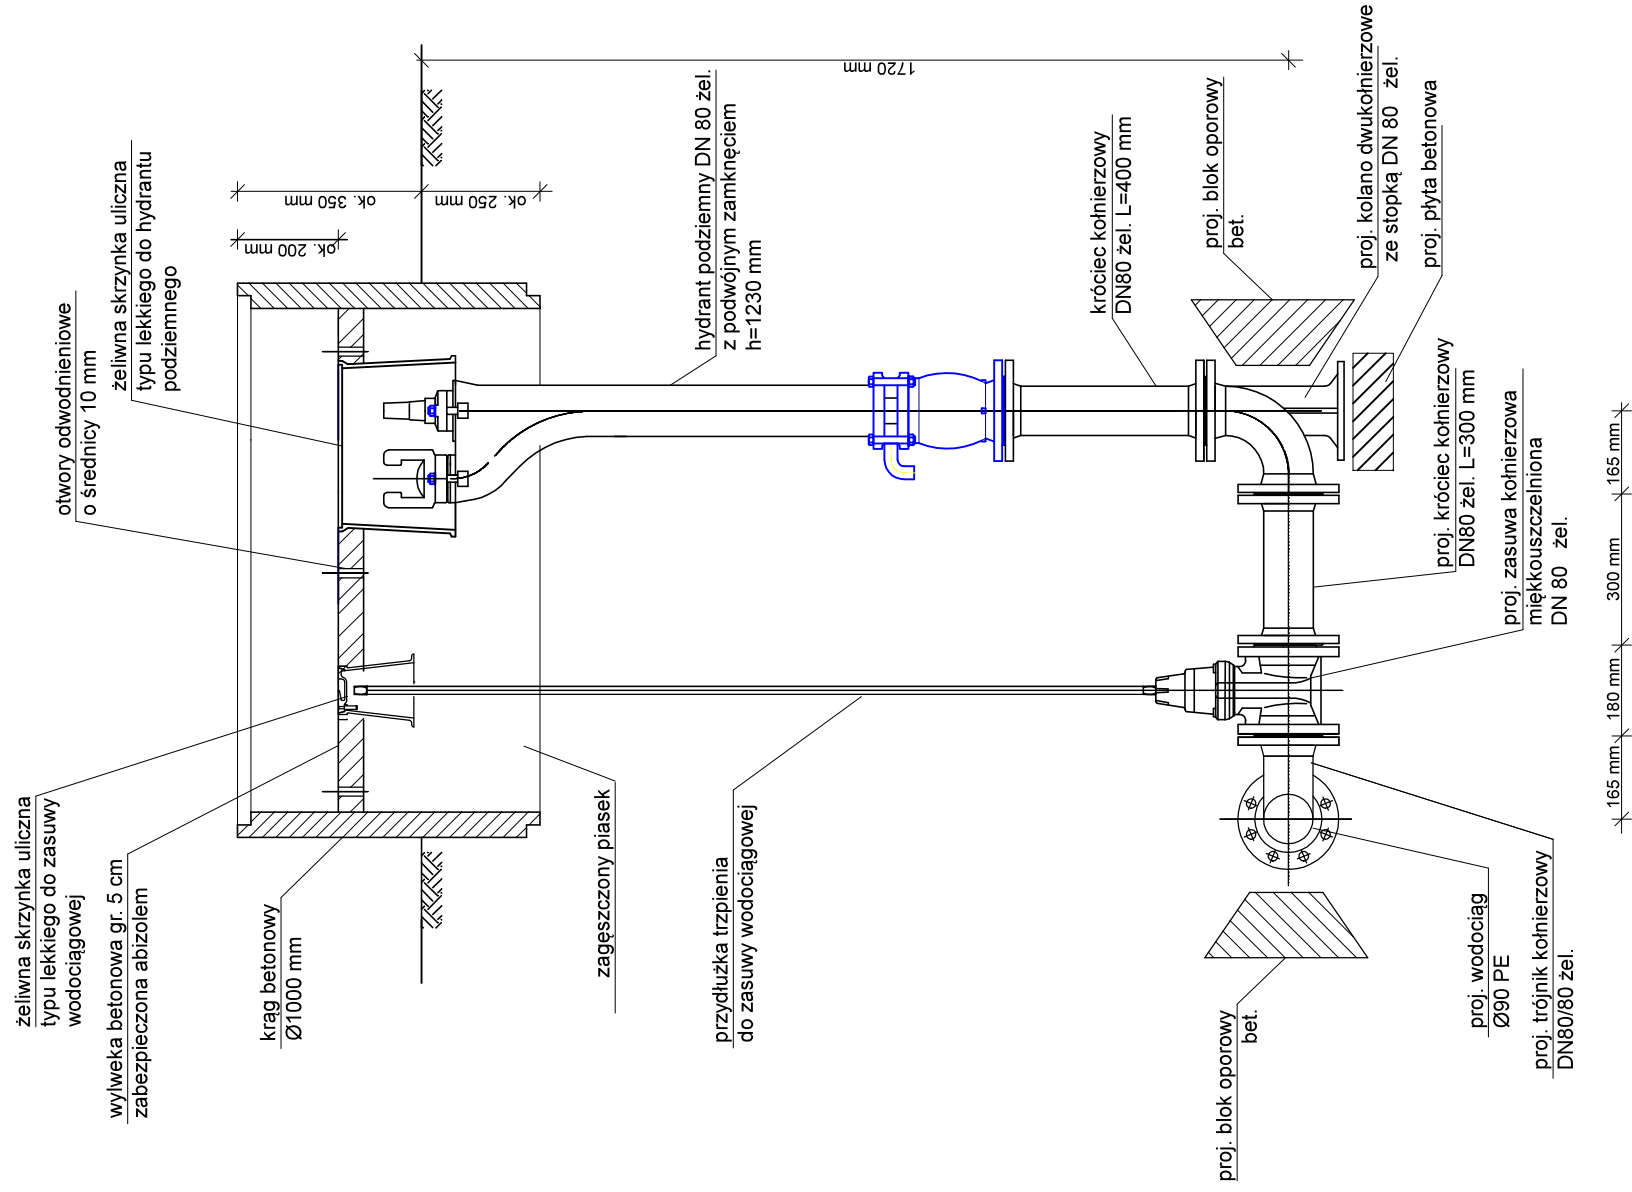 żeliwna skrzynka uliczna
typu lekkiego do zasuwy
wodociągowej
wylweka betonowa gr. 5 cm
zabezpieczona abizolem
krąg betonowy
Ø1000 mm
otwory odwodnieniowe
o średnicy 10 mm
żeliwna skrzynka uliczna
typu lekkiego do hydrantu
podziemnego
ok. 200 mm
ok. 350 mm
ok. 250 mm
1720 mm
zagęszczony piasek
hydrant podziemny DN 80 żel.
z podwójnym zamknięciem
h=1230 mm
przydłużka trzpienia
do zasuwy wodociągowej
króciec kołnierzowy
DN80 żel. L=400 mm
proj. blok oporowy
bet.
proj. kolano dwukołnierzowe
ze stopką DN 80 żel.
proj. płyta betonowa
proj. króciec kołnierzowy
DN80 żel. L=300 mm
proj. zasuwa kołnierzowa
miękkouszczelniona
DN 80 żel.
proj. blok oporowy
bet.
proj. wodociąg
Ø90 PE
proj. trójnik kołnierzowy
DN80/80 żel.
165 mm
180 mm
300 mm
165 mm